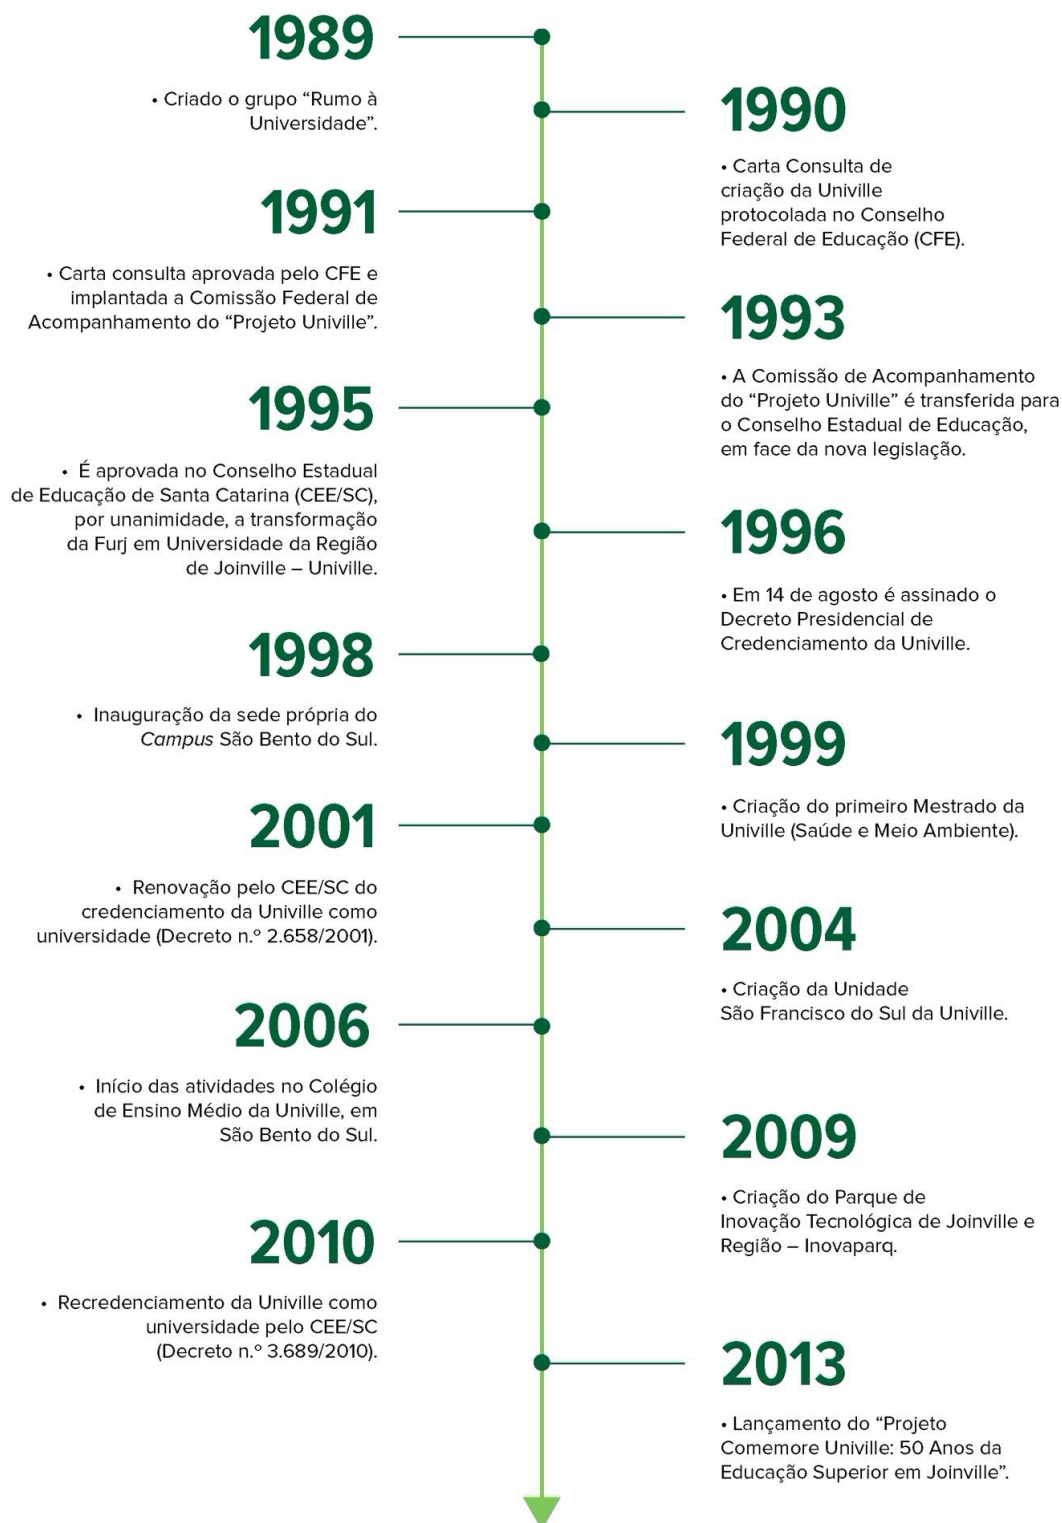 1989
• Criado o grupo “Rumo à
Universidade”.
1990
• Carta Consulta de
criação da Univille
protocolada no Conselho
Federal de Educação (CFE).
1991
• Carta consulta aprovada pelo CFE e
implantada a Comissão Federal de
Acompanhamento do “Projeto Univille”.
1993
• A Comissão de Acompanhamento
do “Projeto Univille” é transferida para
o Conselho Estadual de Educação,
em face da nova legislação.
1995
• É aprovada no Conselho Estadual
de Educação de Santa Catarina (CEE/SC),
por unanimidade, a transformação
da Furj em Universidade da Região
de Joinville – Univille.
1996
• Em 14 de agosto é assinado o
Decreto Presidencial de
Credenciamento da Univille.
1998
• Inauguração da sede própria do
Campus São Bento do Sul.
1999
• Criação do primeiro Mestrado da
Univille (Saúde e Meio Ambiente).
2001
• Renovação pelo CEE/SC do
credenciamento da Univille como
universidade (Decreto n.º 2.658/2001).
2004
• Criação da Unidade
São Francisco do Sul da Univille.
2006
• Início das atividades no Colégio
de Ensino Médio da Univille, em
São Bento do Sul.
2009
• Criação do Parque de
Inovação Tecnológica de Joinville e
Região – Inovaparq.
2010
• Recredenciamento da Univille como
universidade pelo CEE/SC
(Decreto n.º 3.689/2010).
2013
• Lançamento do “Projeto
Comemore Univille: 50 Anos da
Educação Superior em Joinville”.